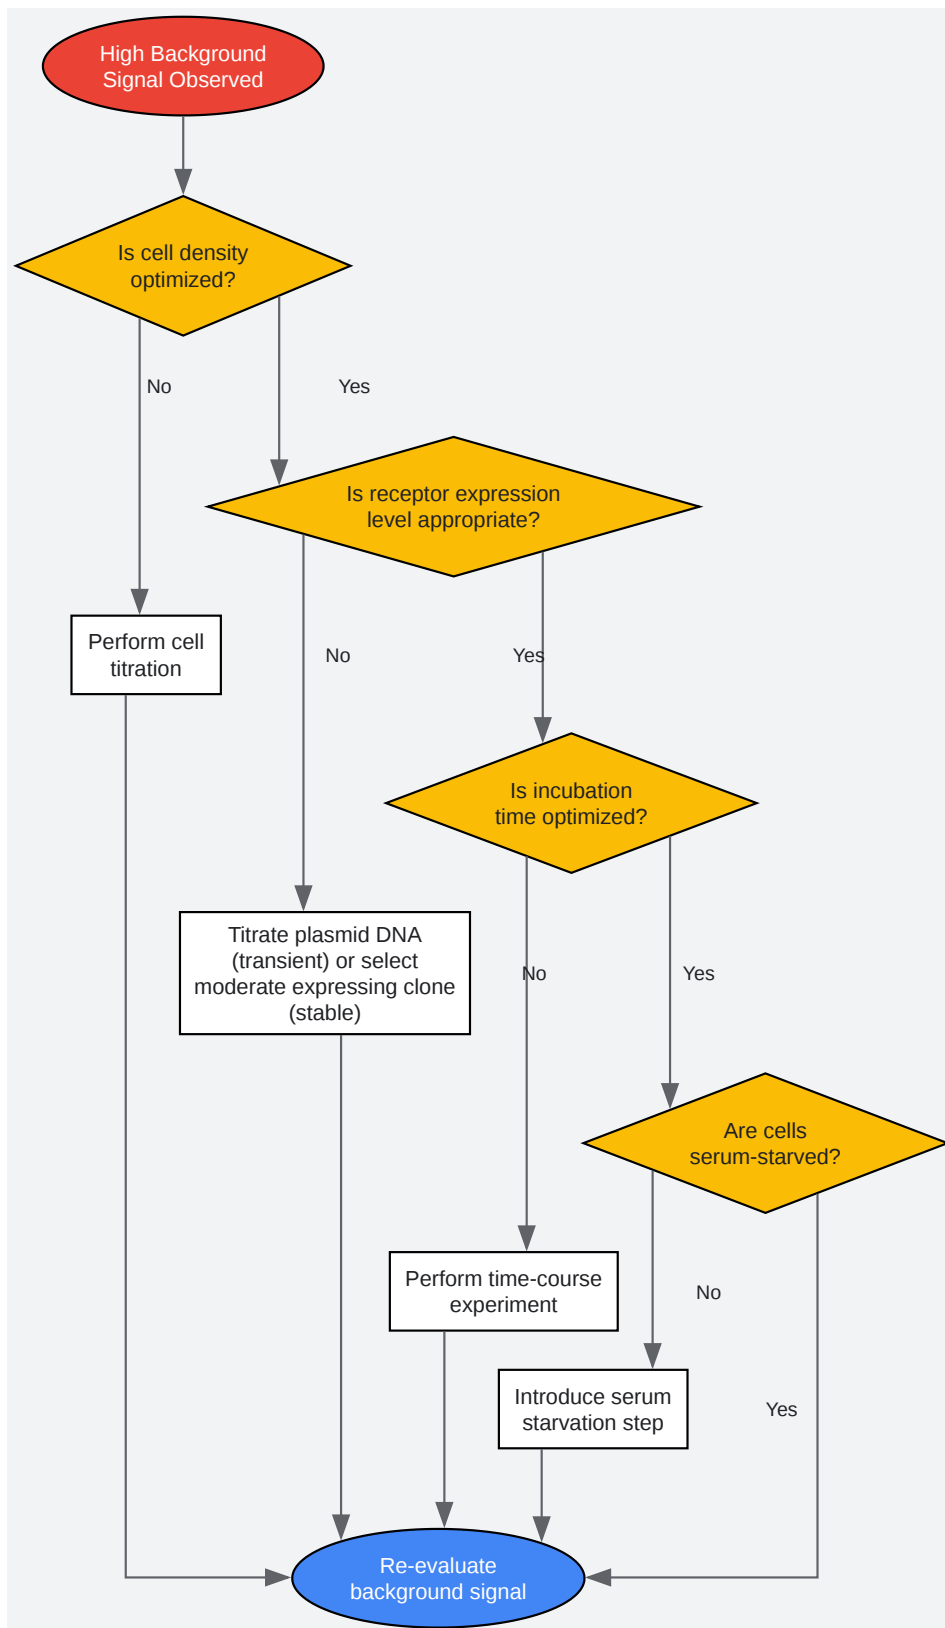 High Background
Signal Observed
Is cell density
optimized?
No
Yes
Is receptor expression
level appropriate?
Perform cell
titration
No
Yes
Is incubation
time optimized?
Titrate plasmid DNA
(transient) or select
moderate expressing clone
(stable)
No
Yes
Are cells
serum-starved?
Perform time-course
experiment
No
Introduce serum
starvation step
Yes
Re-evaluate
background signal